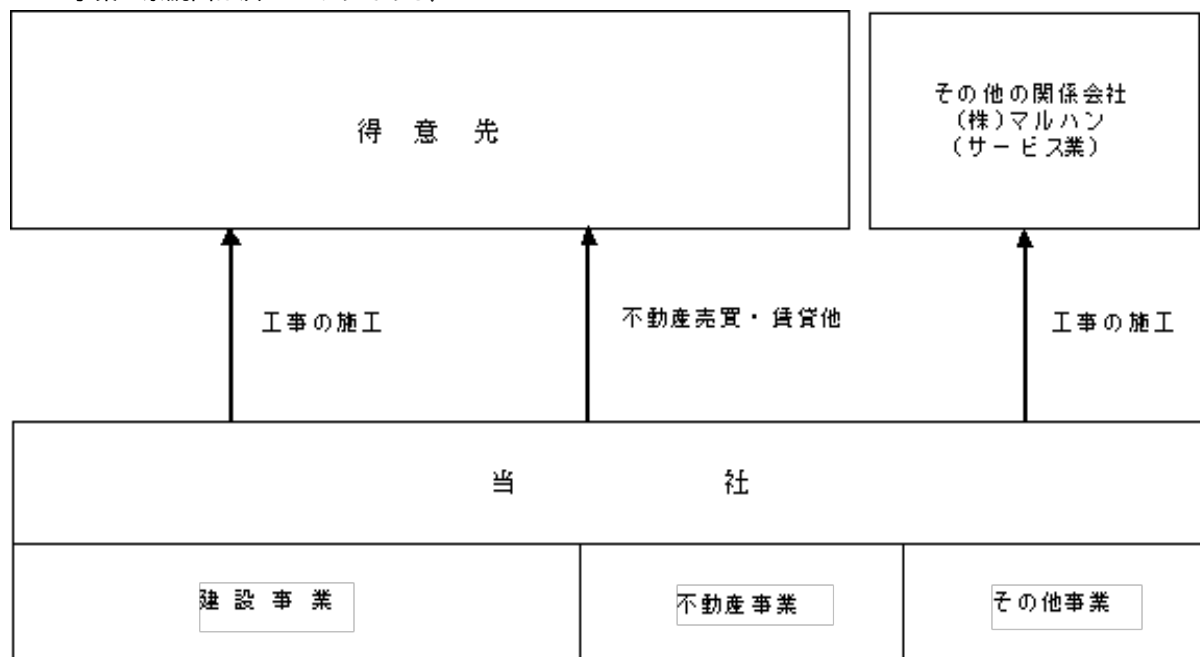 得意先
その他の関係会社
(株)マルハン
(サービス業)
工事の施工
不動産売買・賃貸他
工事の施工
当社
建設事業
不動産事業
その他事業